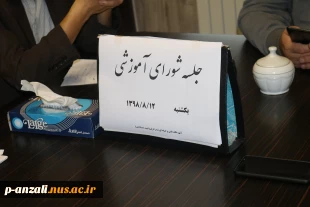 جلسه شورای آموزشی
یکشنبه ۱۳۹۸/۸/۱۲
p-anzali.nus.ac.ir